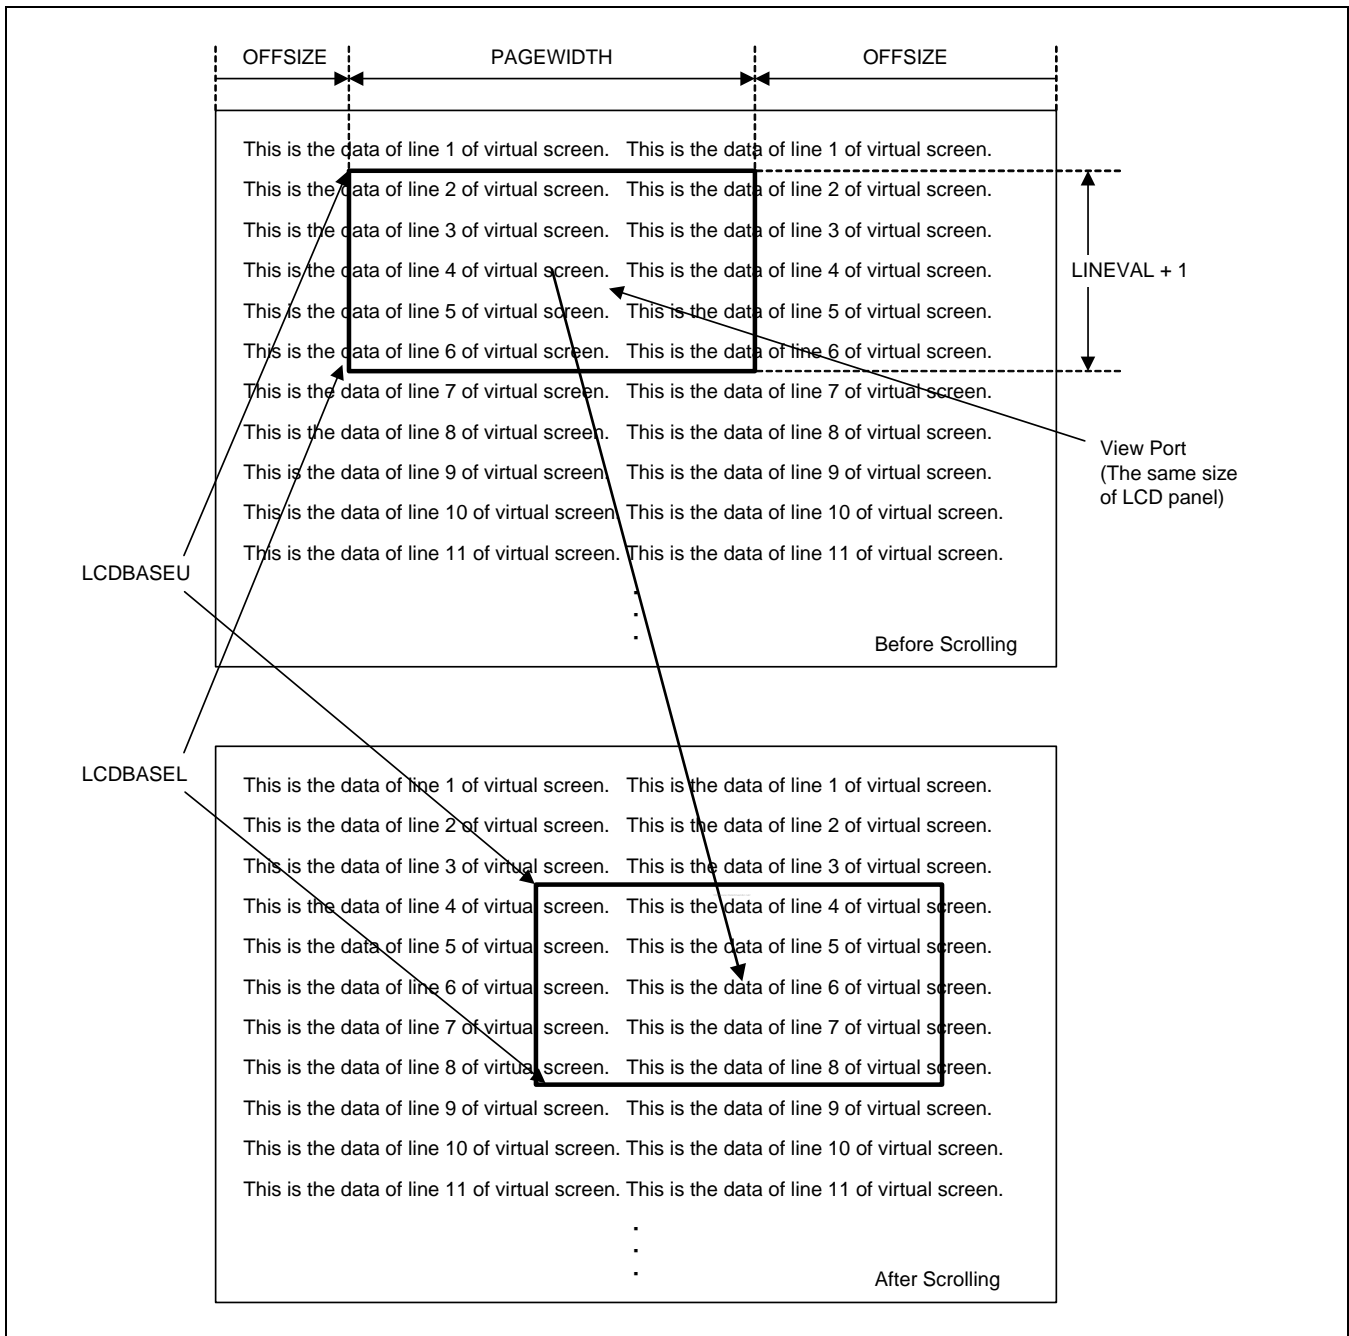 OFFSIZE PAGEWIDTH OFFSIZE
This is the data of line 1 of virtual screen. This is the data of line 1 of virtual screen.
This is the data of line 2 of virtual screen. This is the data of line 2 of virtual screen.
This is the data of line 3 of virtual screen. This is the data of line 3 of virtual screen.
This is the data of line 4 of virtual screen. This is the data of line 4 of virtual screen.
LINEVAL + 1
This is the data of line 5 of virtual screen. This is the data of line 5 of virtual screen.
This is the data of line 6 of virtual screen. This is the data of line 6 of virtual screen.
This is the data of line 7 of virtual screen. This is the data of line 7 of virtual screen.
This is the data of line 8 of virtual screen. This is the data of line 8 of virtual screen.
View Port
(The same size
of LCD panel)
This is the data of line 9 of virtual screen. This is the data of line 9 of virtual screen.
This is the data of line 10 of virtual screen. This is the data of line 10 of virtual screen.
This is the data of line 11 of virtual screen. This is the data of line 11 of virtual screen.
LCDBASEU
.
.
.
Before Scrolling
LCDBASEL
This is the data of line 1 of virtual screen. This is the data of line 1 of virtual screen.
This is the data of line 2 of virtual screen. This is the data of line 2 of virtual screen.
This is the data of line 3 of virtual screen. This is the data of line 3 of virtual screen.
This is the data of line 4 of virtual screen. This is the data of line 4 of virtual screen.
This is the data of line 5 of virtual screen. This is the data of line 5 of virtual screen.
This is the data of line 6 of virtual screen. This is the data of line 6 of virtual screen.
This is the data of line 7 of virtual screen. This is the data of line 7 of virtual screen.
This is the data of line 8 of virtual screen. This is the data of line 8 of virtual screen.
This is the data of line 9 of virtual screen. This is the data of line 9 of virtual screen.
This is the data of line 10 of virtual screen. This is the data of line 10 of virtual screen.
This is the data of line 11 of virtual screen. This is the data of line 11 of virtual screen.
.
.
.
After Scrolling